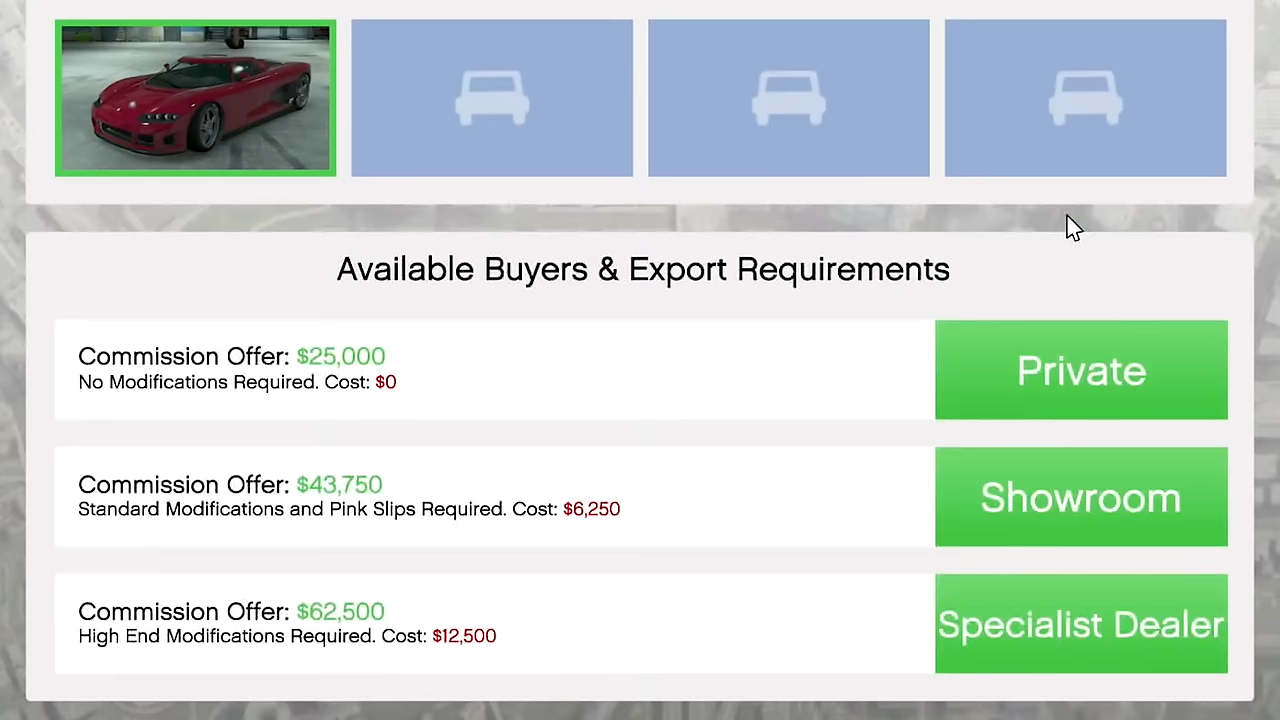 Available Buyers & Export Requirements
Commission Offer: $25,000
No Modifications Required. Cost: $0
Private
Commission Offer: $43,750
Standard Modifications and Pink Slips Required. Cost: $6,250
Showroom
Commission Offer: $62,500
High End Modifications Required. Cost: $12,500
Specialist Dealer